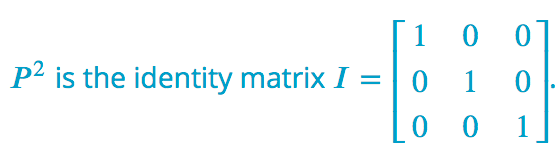 P² is the identity matrix I = [1 0 0
0 1 0
0 0 1].